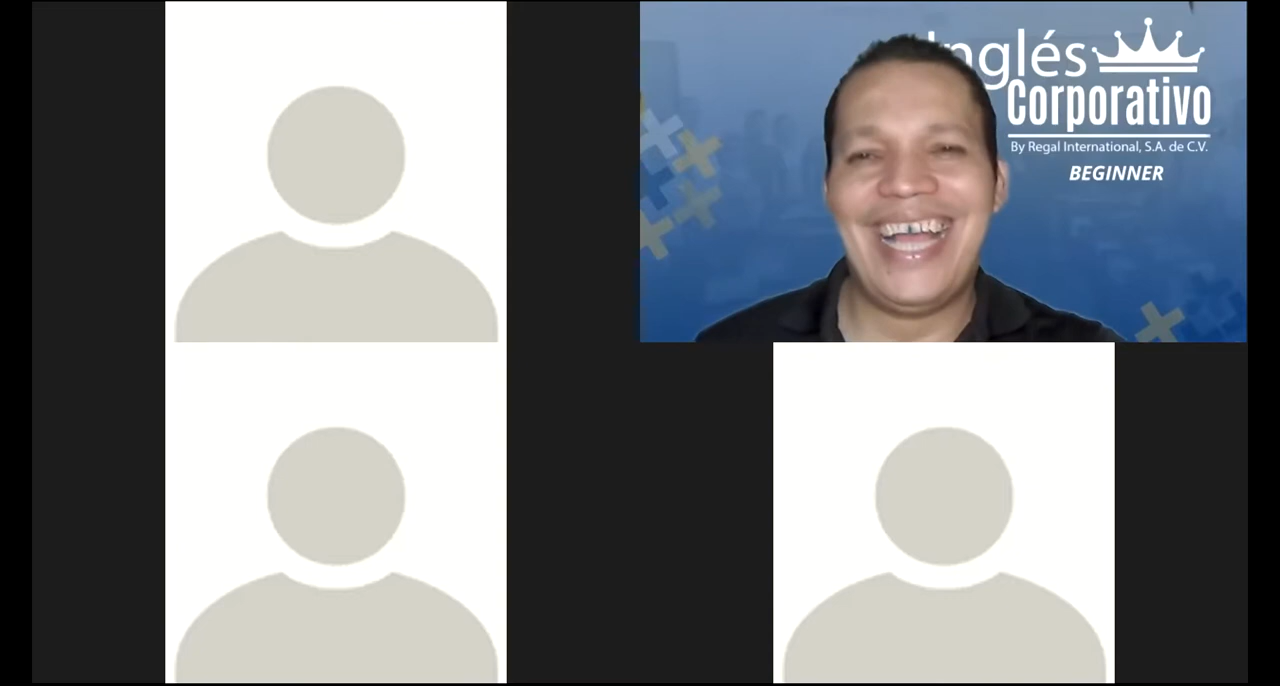 Inglés
Corporativo
By Regal International, S.A. de C.V.
BEGINNER